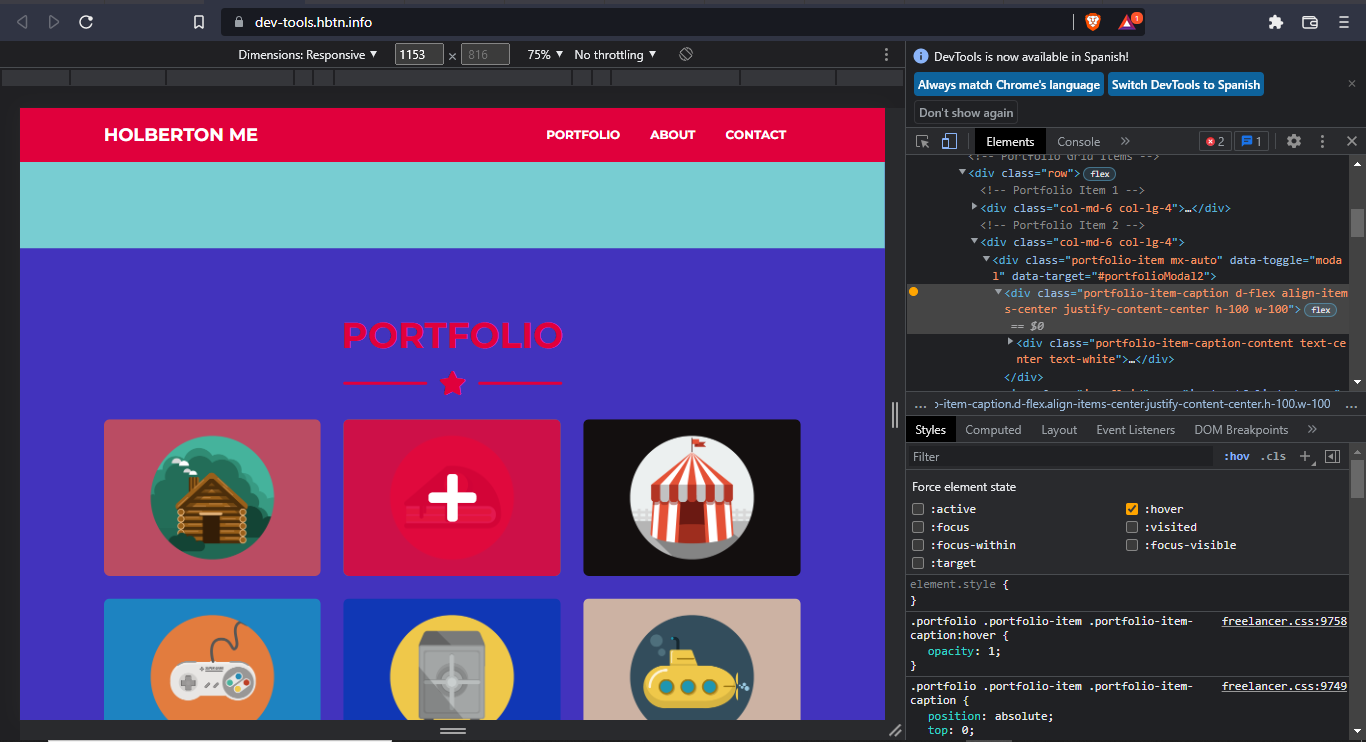 dev-tools.hbtn.info
1
Dimensions: Responsive ▼ 1153 × 816 75% ▼ No throttling ▼
DevTools is now available in Spanish!
Always match Chrome's language Switch DevTools to Spanish
Don't show again
Elements Console » 2 1
HOLBERTON ME PORTFOLIO ABOUT CONTACT
PORTFOLIO
<!-- Portfolio Grid Items -->
▼<div class="row"> flex
<!-- Portfolio Item 1 -->
▶<div class="col-md-6 col-lg-4">…</div>
<!-- Portfolio Item 2 -->
▼<div class="col-md-6 col-lg-4">
▼<div class="portfolio-item mx-auto" data-toggle="moda
l" data-target="#portfolioModal2">
▼<div class="portfolio-item-caption d-flex align-item
s-center justify-content-center h-100 w-100"> flex
== $0
▶<div class="portfolio-item-caption-content text-ce
nter text-white">…</div>
</div>
... o-item-caption.d-flex.align-items-center.justify-content-center.h-100.w-100 ...
Styles Computed Layout Event Listeners DOM Breakpoints »
Filter :hov .cls +
Force element state
:active :hover
:focus :visited
:focus-within :focus-visible
:target
element.style {
}
.portfolio .portfolio-item .portfolio-item- freelancer.css:9758
caption:hover {
opacity: 1;
}
.portfolio .portfolio-item .portfolio-item- freelancer.css:9749
caption {
position: absolute;
top: 0;